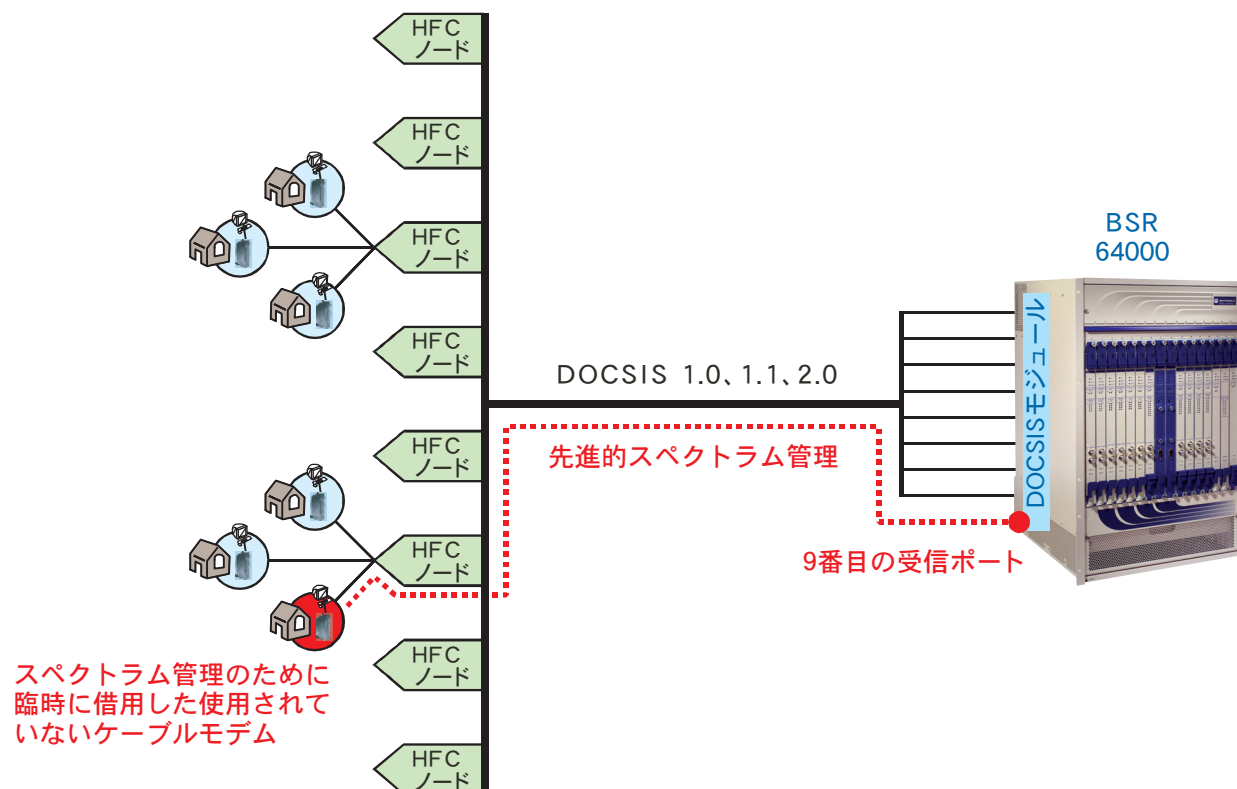 HFC
ノード
HFC
ノード
HFC
ノード
HFC
ノード
HFC
ノード
HFC
ノード
HFC
ノード
HFC
ノード
BSR
64000
DOCSISモジュール
DOCSIS 1.0、1.1、2.0
先進的スペクトラム管理
9番目の受信ポート
スペクトラム管理のために
臨時に借用した使用されて
いないケーブルモデム